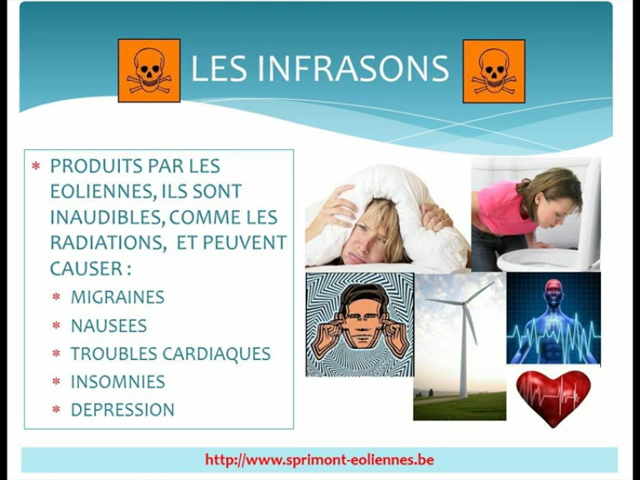 LES INFRASONS
* PRODUITS PAR LES
EOLIENNES, ILS SONT
INAUDIBLES, COMME LES
RADIATIONS, ET PEUVENT
CAUSER :
* MIGRAINES
* NAUSEES
* TROUBLES CARDIAQUES
* INSOMNIES
* DEPRESSION
http://www.sprimont-eoliennes.be